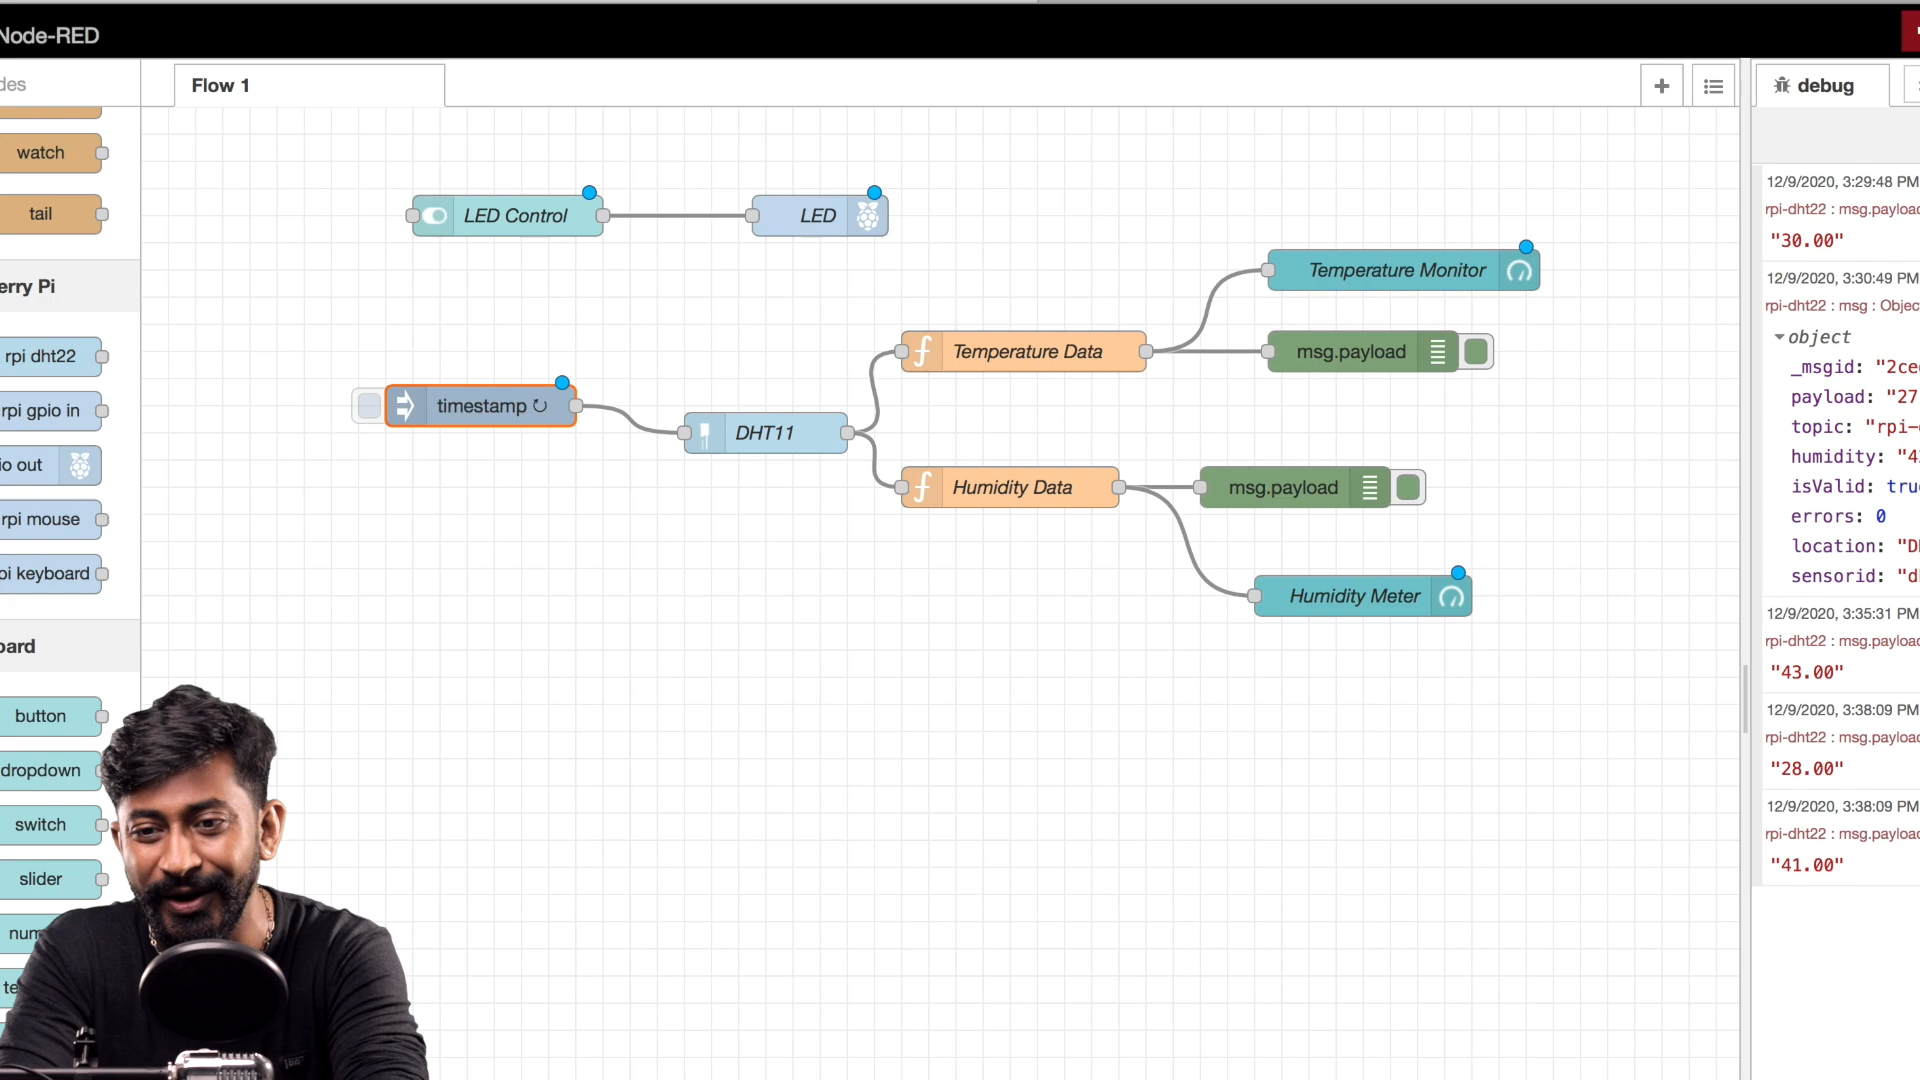 Node-RED
des
Flow 1
debug
watch
tail
erry Pi
rpi dht22
rpi gpio in
io out
rpi mouse
pi keyboard
oard
button
dropdown
switch
slider
num
te
LED Control
LED
timestamp ↻
DHT11
Temperature Data
Humidity Data
Temperature Monitor
msg.payload
msg.payload
Humidity Meter
12/9/2020, 3:29:48 PM
rpi-dht22 : msg.payload
"30.00"
12/9/2020, 3:30:49 PM
rpi-dht22 : msg : Objec
object
_msgid: "2ce
payload: "27
topic: "rpi-
humidity: "4
isValid: tru
errors: 0
location: "D
sensorid: "d
12/9/2020, 3:35:31 PM
rpi-dht22 : msg.payload
"43.00"
12/9/2020, 3:38:09 PM
rpi-dht22 : msg.payload
"28.00"
12/9/2020, 3:38:09 PM
rpi-dht22 : msg.payload
"41.00"